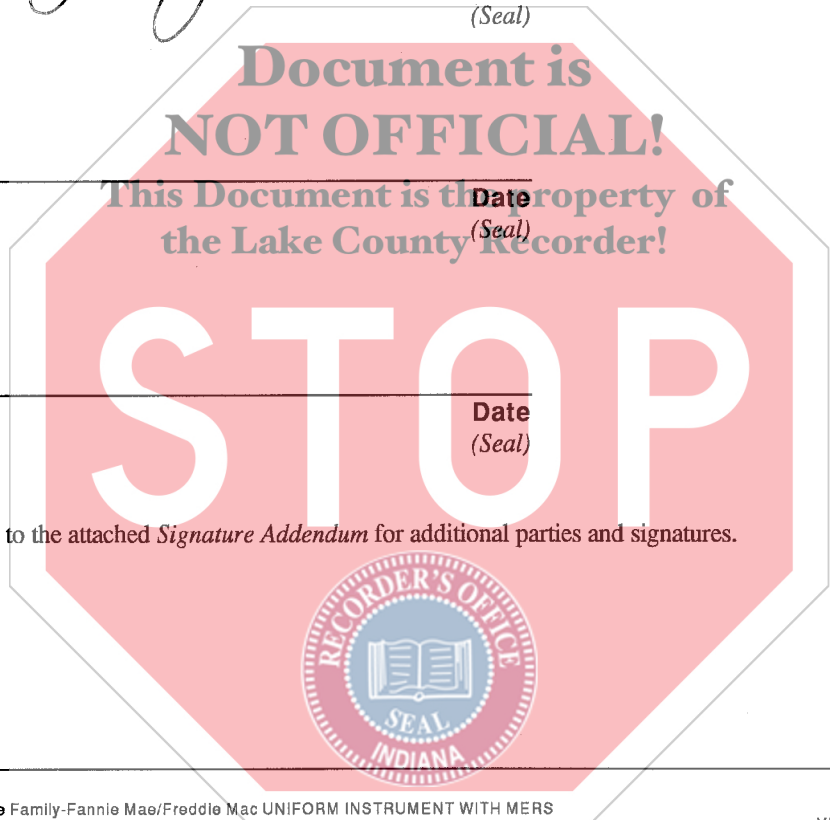 (Seal)
Document is
NOT OFFICIAL!
This Document is the property of
Date
the Lake County Recorder!
(Seal)
STOP
Date
(Seal)
to the attached Signature Addendum for additional parties and signatures.
RECORDER'S OFFICE
SEAL
INDIANA
Family-Fannie Mae/Freddie Mac UNIFORM INSTRUMENT WITH MERS